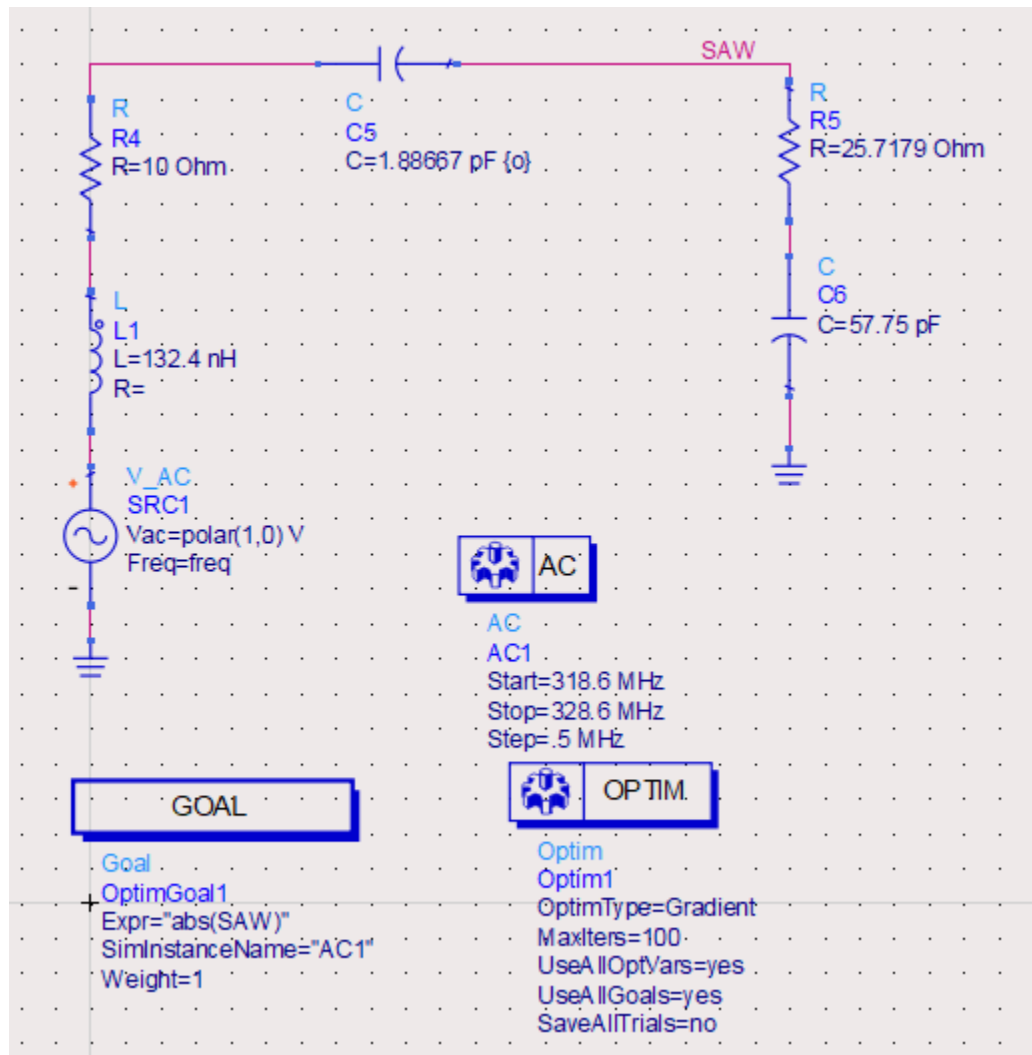 SAW
C
C5
C=1.88667 pF {o}
R
R4
R=10 Ohm
R
R5
R=25.7179 Ohm
C
C6
C=57.75 pF
L
L1
L=132.4 nH
R=
V_AC
SRC1
Vac=polar(1,0) V
Freq=freq
AC
AC
AC1
Start=318.6 MHz
Stop=328.6 MHz
Step=.5 MHz
GOAL
Goal
OptimGoal1
Expr="abs(SAW)"
SimInstanceName="AC1"
Weight=1
OPTIM
Optim
Optim1
OptimType=Gradient
MaxIters=100
UseAllOptVars=yes
UseAllGoals=yes
SaveAllTrials=no